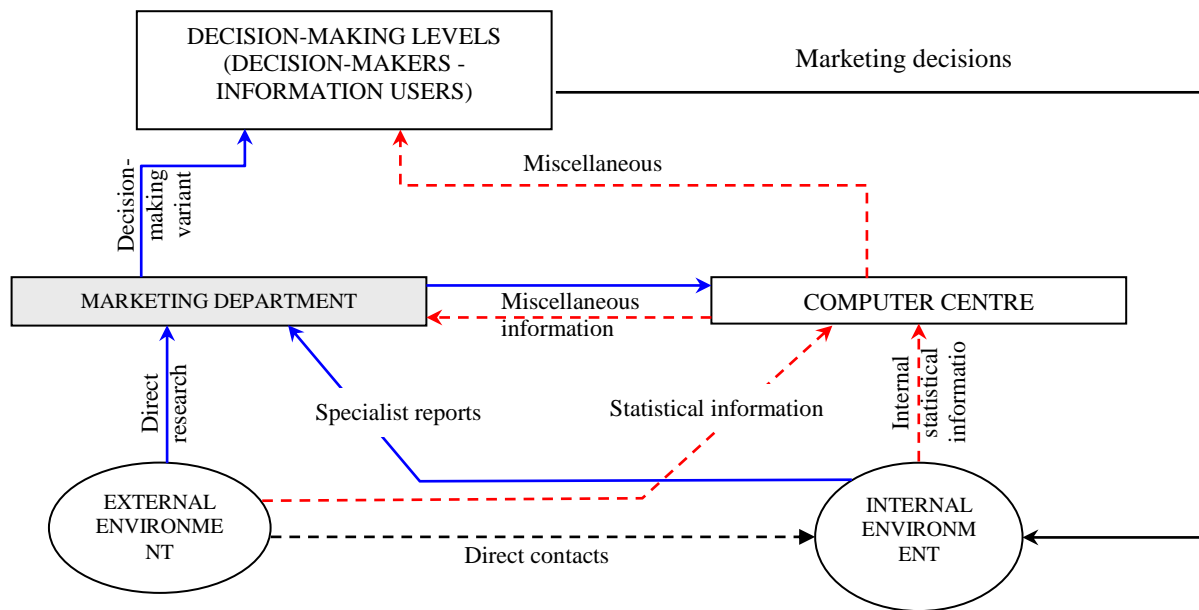 DECISION-MAKING LEVELS
(DECISION-MAKERS -
INFORMATION USERS)
Marketing decisions
Miscellaneous
Decision-
making
variant
MARKETING DEPARTMENT
Miscellaneous
information
COMPUTER CENTRE
Direct
research
Specialist reports
Statistical information
Internal
statistical
informatio
EXTERNAL
ENVIRONME
NT
Direct contacts
INTERNAL
ENVIRONM
ENT